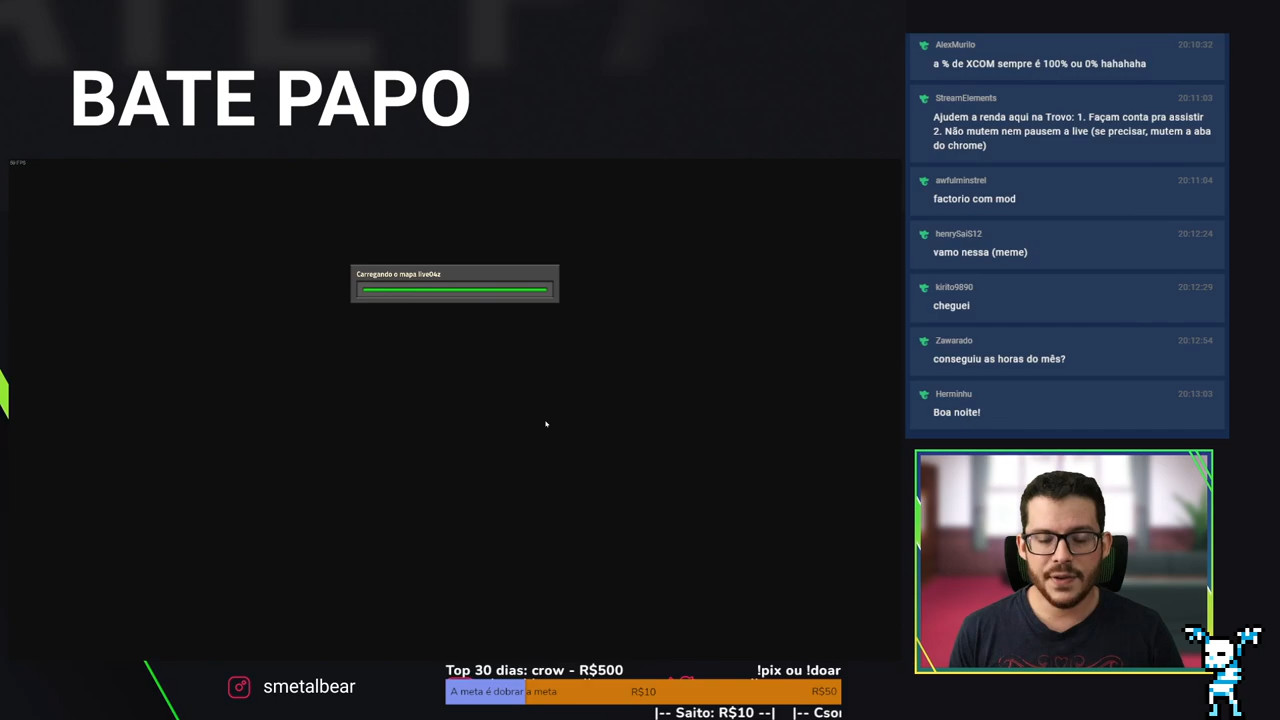 BATE PAPO
60 FPS
Carregando o mapa live04z
AlexMurilo 20:10:32
a % de XCOM sempre é 100% ou 0% hahahaha
StreamElements 20:11:03
Ajudem a renda aqui na Trovo: 1. Façam conta pra assistir
2. Não mutem nem pausem a live (se precisar, mutem a aba
do chrome)
awfulminstrel 20:11:04
factorio com mod
henrySaiS12 20:12:24
vamo nessa (meme)
kirito9890 20:12:29
cheguei
Zawarado 20:12:54
conseguiu as horas do mês?
Herminhu 20:13:03
Boa noite!
smetalbear
Top 30 dias: crow - R$500 !pix ou !doar
A meta é dobrar a meta R$10 R$50
|-- Saito: R$10 --| |-- Csor